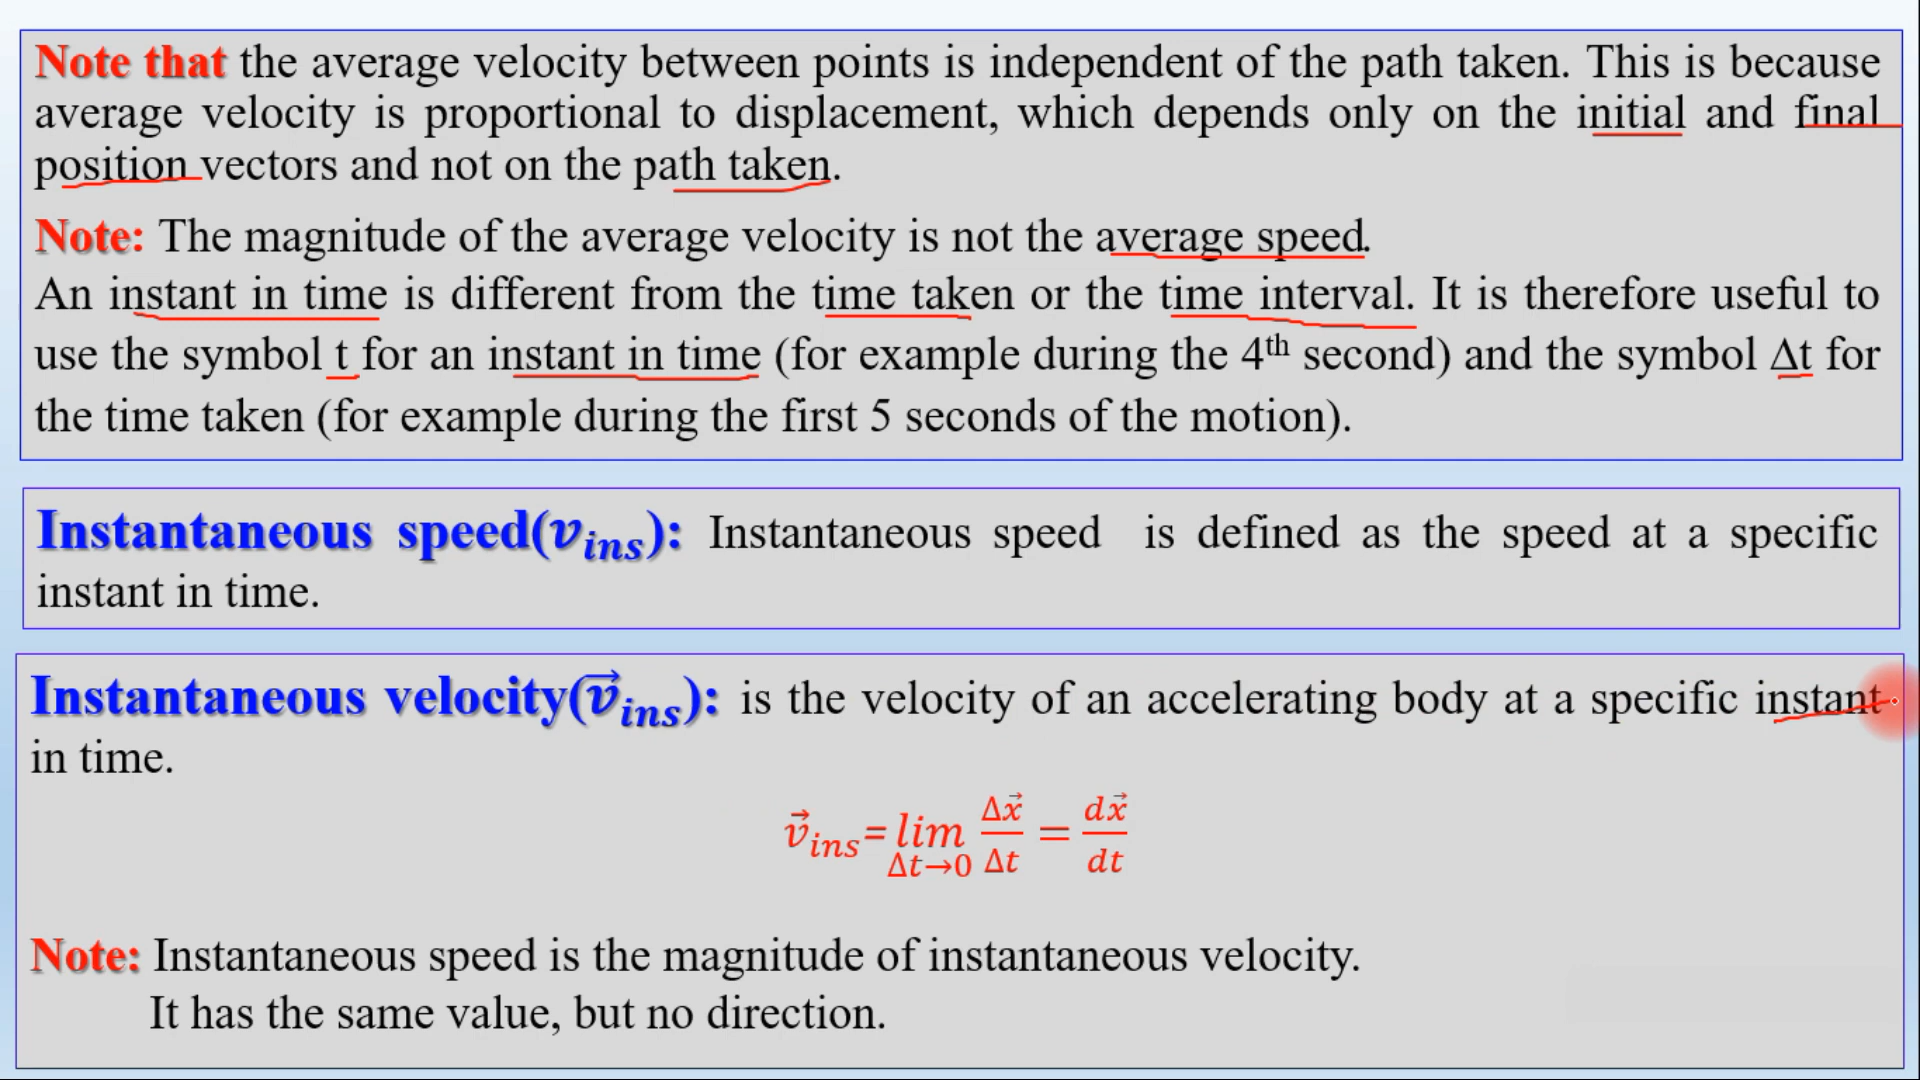 Note that the average velocity between points is independent of the path taken. This is because
average velocity is proportional to displacement, which depends only on the initial and final
position vectors and not on the path taken.
Note: The magnitude of the average velocity is not the average speed.
An instant in time is different from the time taken or the time interval. It is therefore useful to
use the symbol t for an instant in time (for example during the 4th second) and the symbol Δt for
the time taken (for example during the first 5 seconds of the motion).
Instantaneous speed(v_ins): Instantaneous speed is defined as the speed at a specific
instant in time.
Instantaneous velocity(v⃗_ins): is the velocity of an accelerating body at a specific instant
in time.
v⃗_ins = lim_{Δt→0} Δx⃗/Δt = dx⃗/dt
Note: Instantaneous speed is the magnitude of instantaneous velocity.
It has the same value, but no direction.